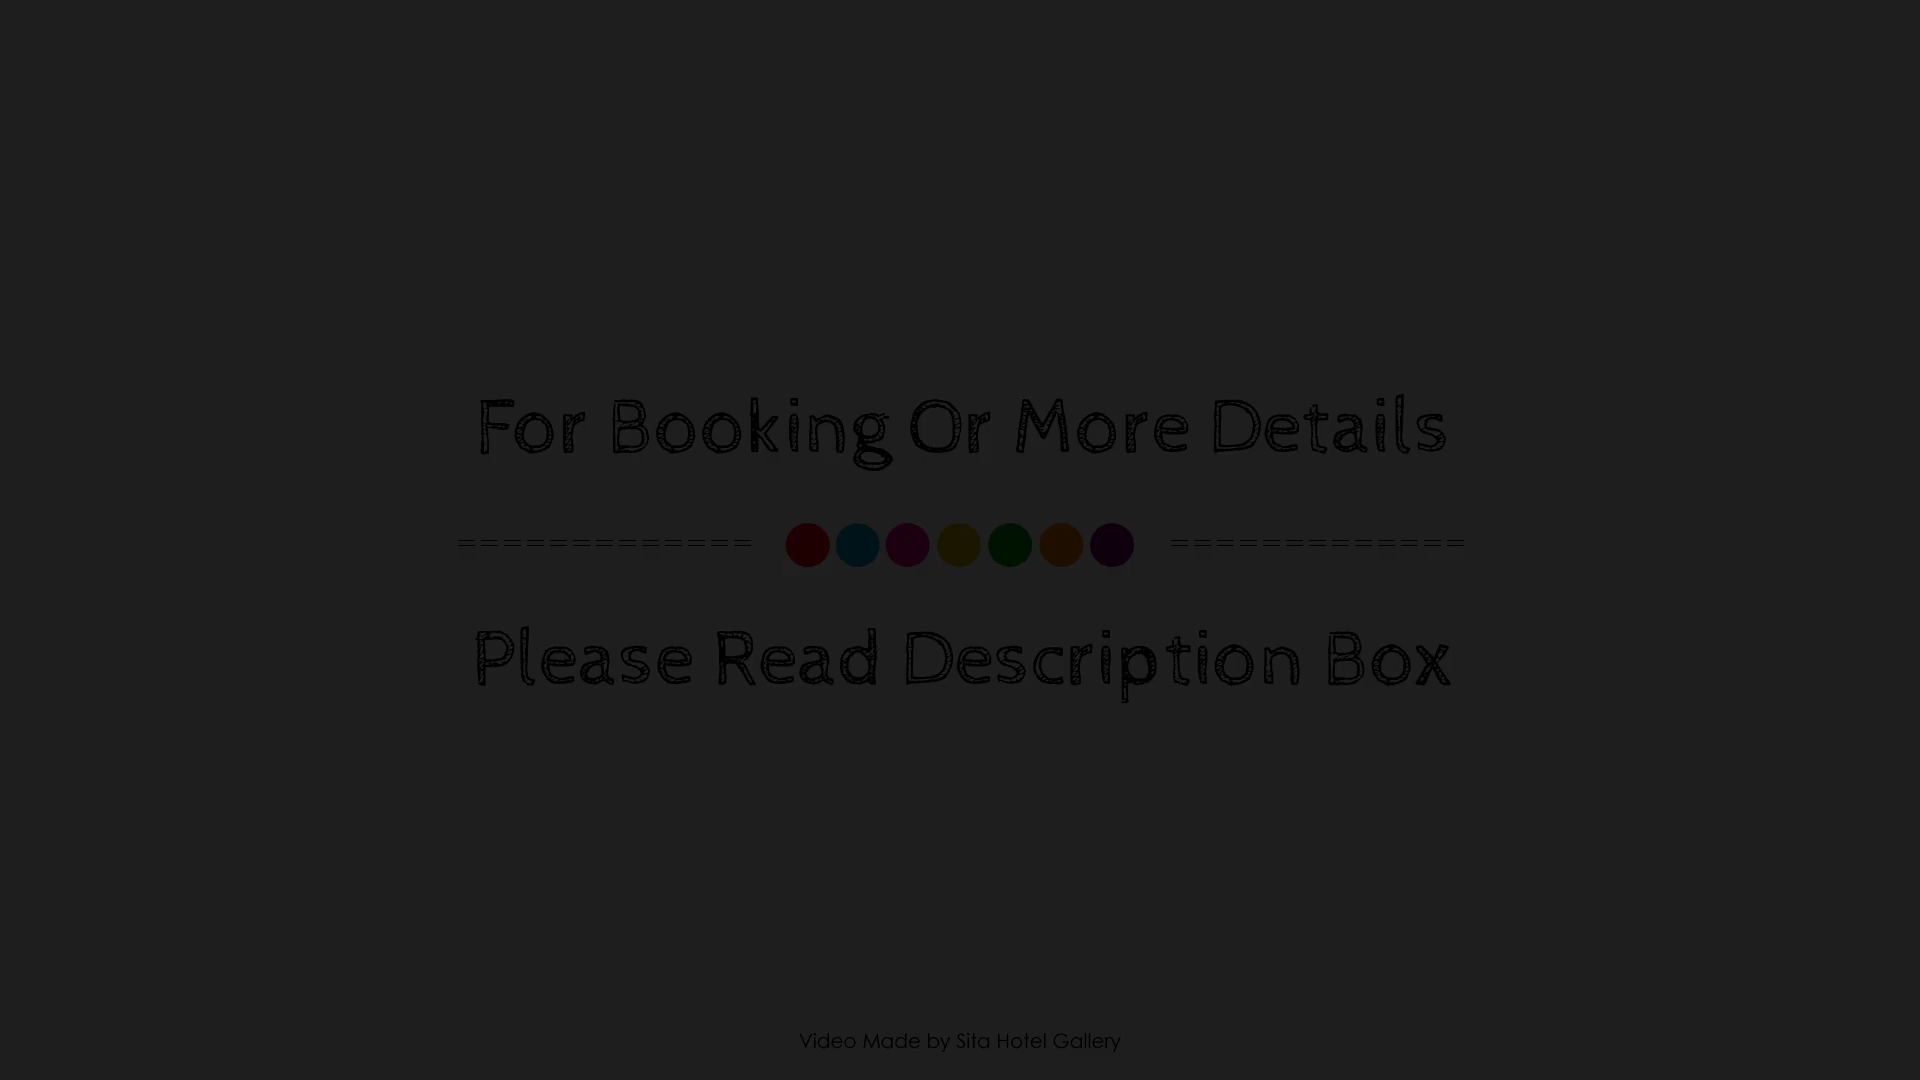 For Booking Or More Details
============= =============
Please Read Description Box
Video Made by Sita Hotel Gallery